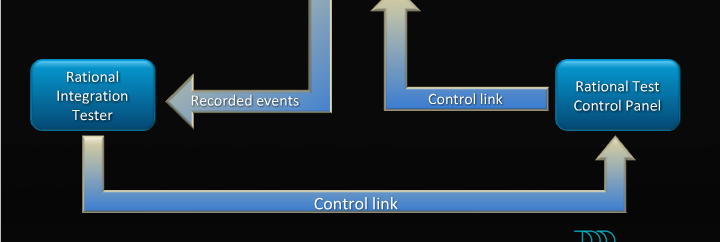 Rational
Integration
Tester
Recorded events
Control link
Rational Test
Control Panel
Control link